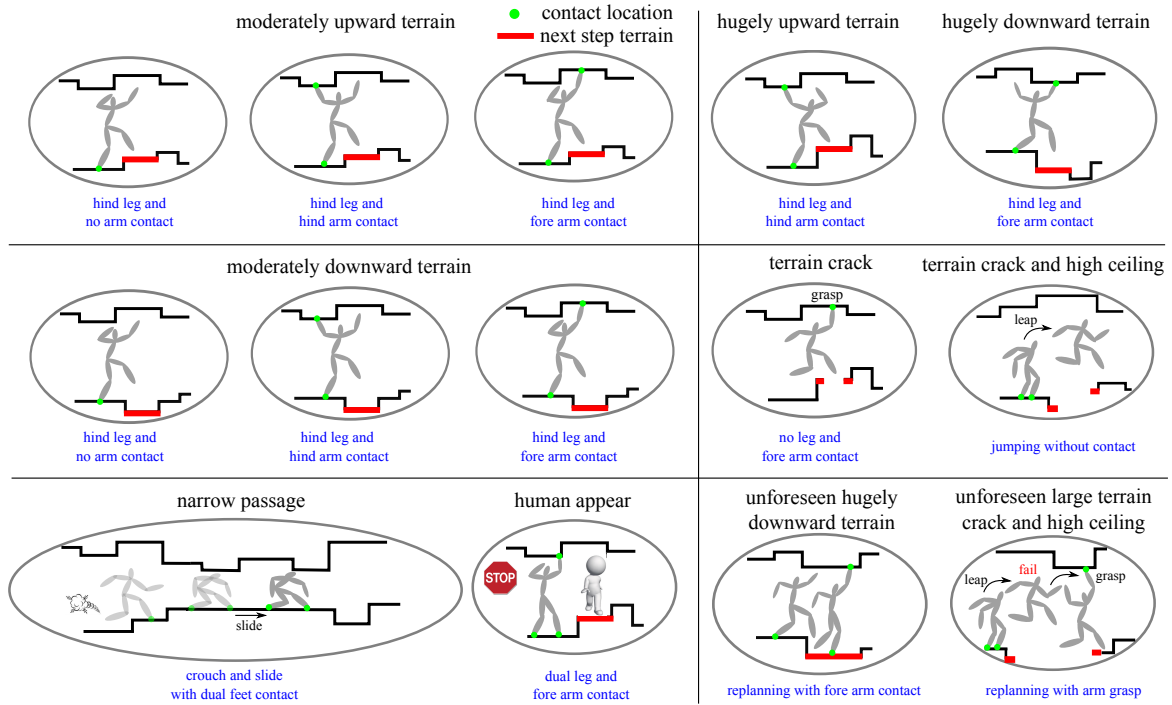 moderately upward terrain
contact location
next step terrain
hugely upward terrain
hugely downward terrain
hind leg and
no arm contact
hind leg and
hind arm contact
hind leg and
fore arm contact
hind leg and
hind arm contact
hind leg and
fore arm contact
moderately downward terrain
terrain crack
terrain crack and high ceiling
grasp
leap
hind leg and
no arm contact
hind leg and
hind arm contact
hind leg and
fore arm contact
no leg and
fore arm contact
jumping without contact
narrow passage
human appear
unforeseen hugely
downward terrain
unforeseen large terrain
crack and high ceiling
STOP
slide
leap
fail
grasp
crouch and slide
with dual feet contact
dual leg and
fore arm contact
replanning with fore arm contact
replanning with arm grasp